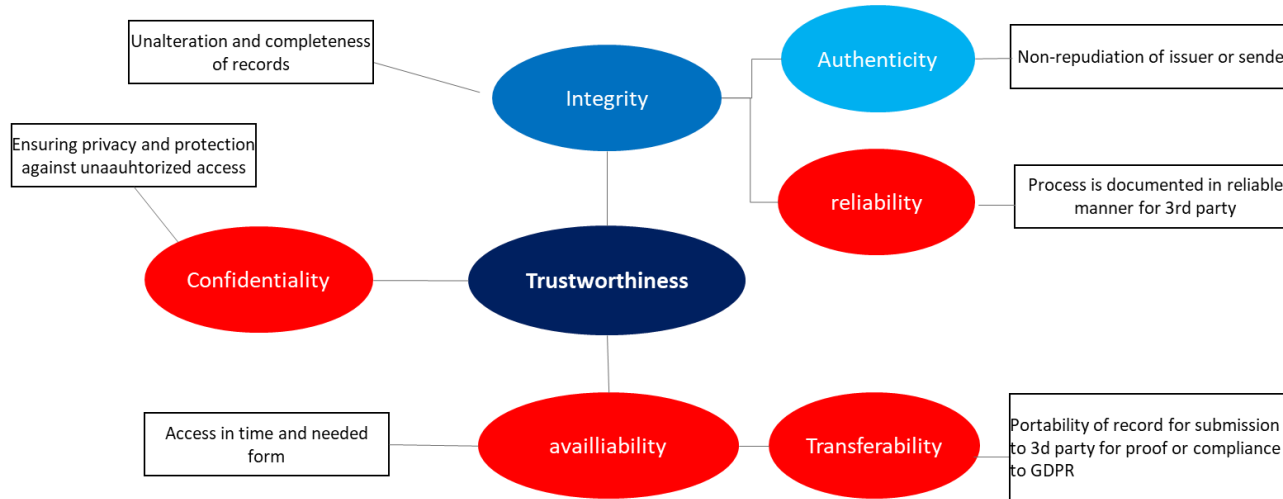 Unalteration and completeness
of records
Integrity
Authenticity
Non-repudiation of issuer or sende
Ensuring privacy and protection
against unaauhtorized access
reliability
Process is documented in reliable
manner for 3rd party
Confidentiality
Trustworthiness
Access in time and needed
form
availliability
Transferability
Portability of record for submission
to 3d party for proof or compliance
to GDPR